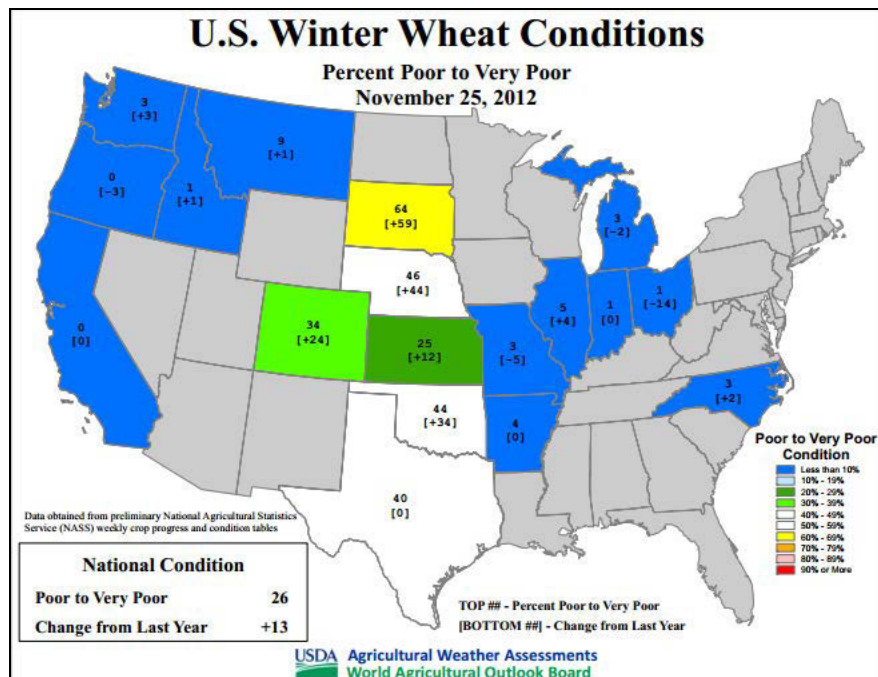 U.S. Winter Wheat Conditions
Percent Poor to Very Poor
November 25, 2012
3
[+3]
9
[+1]
0
[-3]
1
[+1]
64
[+59]
3
[-2]
46
[+44]
5
[+4]
1
[0]
1
[-14]
0
[0]
34
[+24]
25
[+12]
3
[-5]
3
[+2]
44
[+34]
4
[0]
40
[0]
Poor to Very Poor
Condition
Less than 10%
10% - 19%
20% - 29%
30% - 39%
40% - 49%
50% - 59%
60% - 69%
70% - 79%
80% - 89%
90% or More
Data obtained from preliminary National Agricultural Statistics
Service (NASS) weekly crop progress and condition tables
National Condition
Poor to Very Poor 26
Change from Last Year +13
TOP ## - Percent Poor to Very Poor
[BOTTOM ##] - Change from Last Year
USDA Agricultural Weather Assessments
World Agricultural Outlook Board